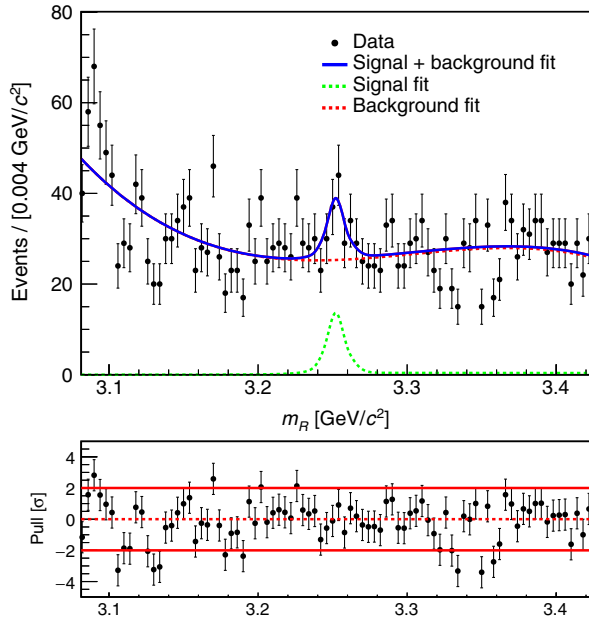 80
60
40
20
0
Events / [0.004 GeV/c²]
Data
Signal + background fit
Signal fit
Background fit
3.1 3.2 3.3 3.4
m_R [GeV/c²]
4
2
0
−2
−4
Pull [σ]
3.1 3.2 3.3 3.4